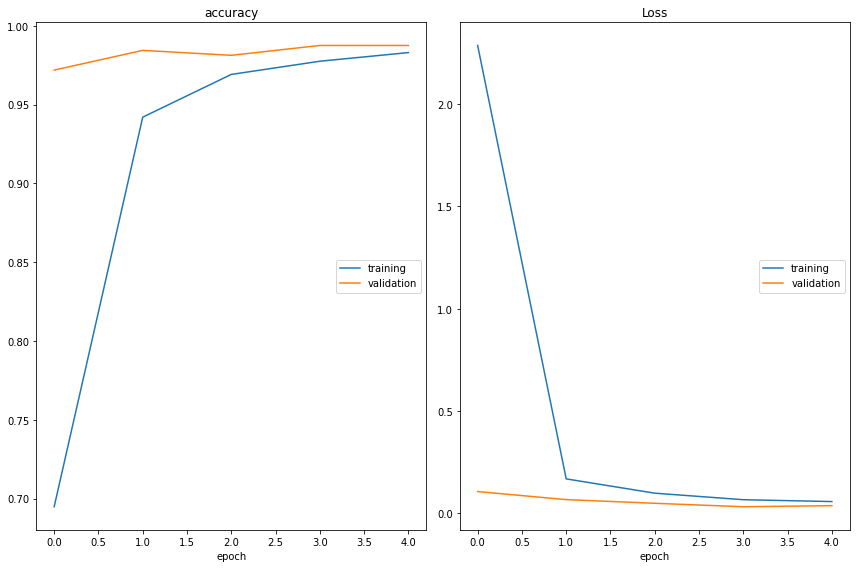 accuracy
1.00
0.95
0.90
0.85
0.80
0.75
0.70
0.0 0.5 1.0 1.5 2.0 2.5 3.0 3.5 4.0
epoch
training
validation
Loss
2.0
1.5
1.0
0.5
0.0
0.0 0.5 1.0 1.5 2.0 2.5 3.0 3.5 4.0
epoch
training
validation